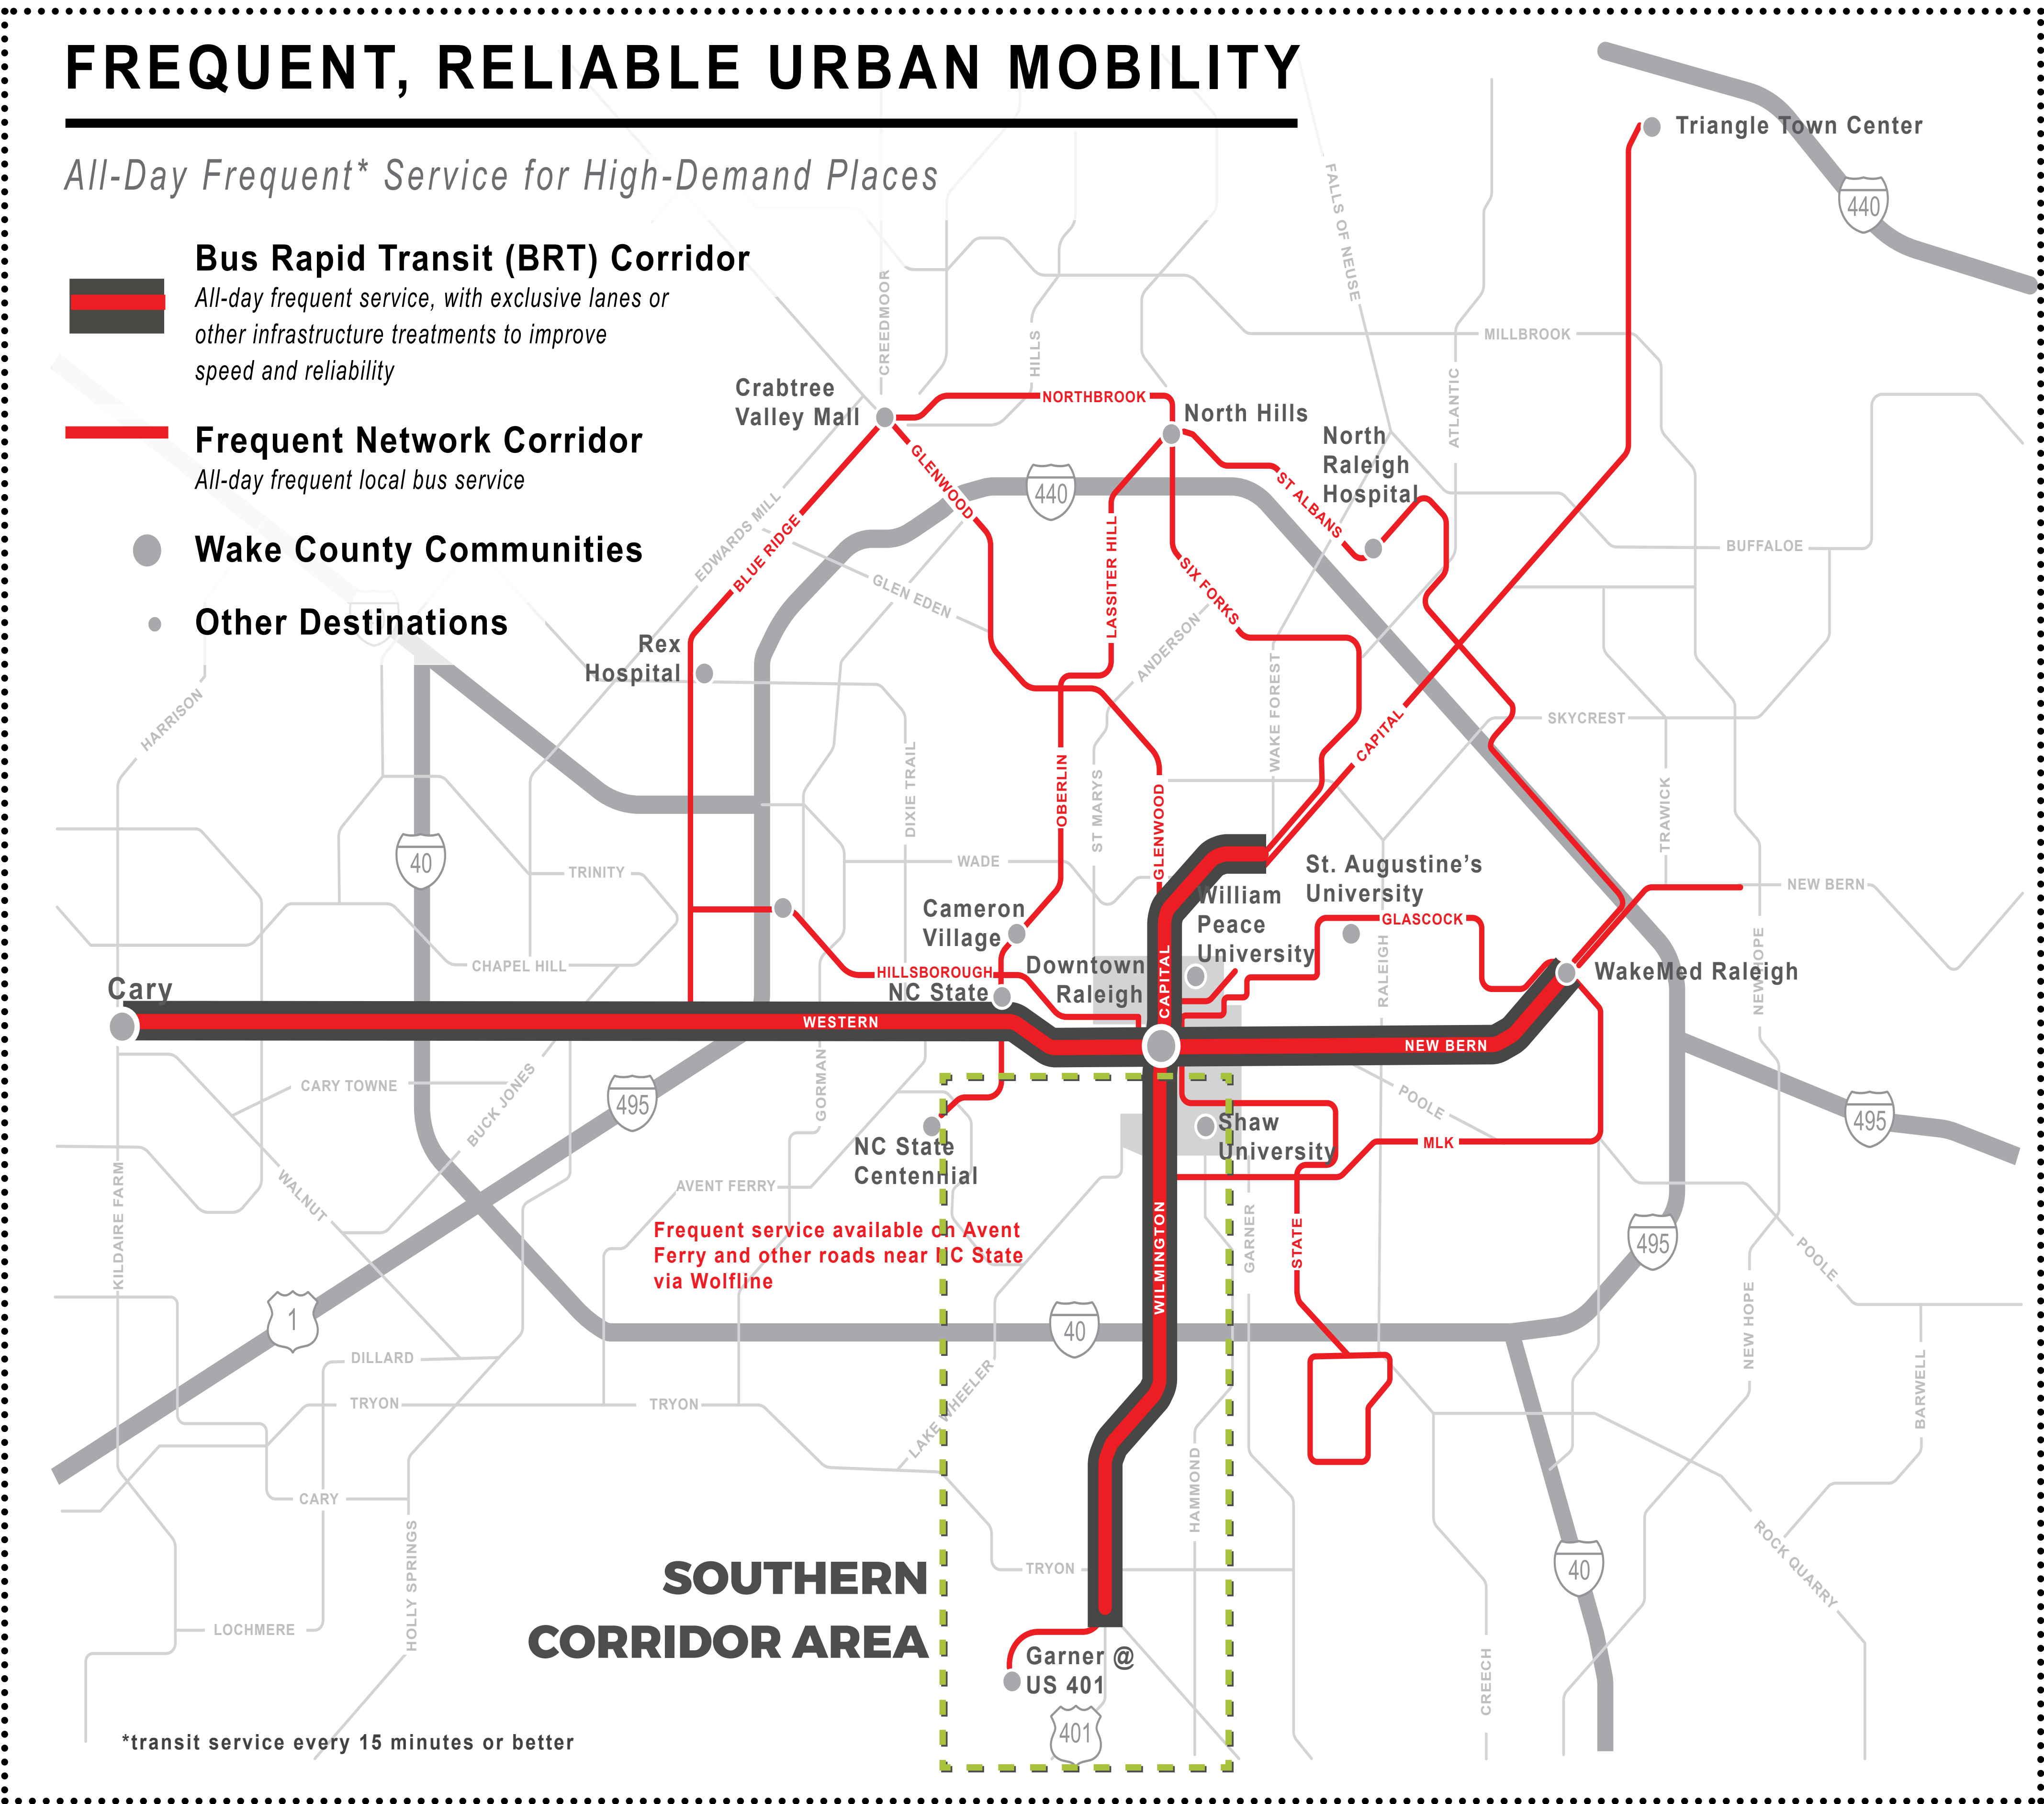 FREQUENT, RELIABLE URBAN MOBILITY
All-Day Frequent* Service for High-Demand Places
Bus Rapid Transit (BRT) Corridor
All-day frequent service, with exclusive lanes or
other infrastructure treatments to improve
speed and reliability
Frequent Network Corridor
All-day frequent local bus service
Wake County Communities
Other Destinations
Triangle Town Center
440
FALLS OF NEUSE
CREEDMOOR
HILLS
MILLBROOK
ATLANTIC
Crabtree
Valley Mall
NORTHBROOK
North Hills
North
Raleigh
Hospital
GLENWOOD
440
ST ALBANS
EDWARDS MILL
BLUE RIDGE
LASSITER HILL
SIX FORKS
BUFFALOE
GLEN EDEN
ANDERSON
Rex
Hospital
HARRISON
WAKE FOREST
CAPITAL
SKYCREST
DIXIE TRAIL
OBERLIN
ST MARYS
GLENWOOD
TRAWICK
40
TRINITY
WADE
St. Augustine's
University
NEW BERN
William
Peace
University
Cameron
Village
GLASCOCK
RALEIGH
NEW HOPE
CHAPEL HILL
HILLSBOROUGH
Downtown
Raleigh
CAPITAL
WakeMed Raleigh
Cary
NC State
WESTERN
NEW BERN
CARY TOWNE
BUCK JONES
495
GORMAN
POOLE
495
NC State
Centennial
Shaw
University
MLK
KILDAIRE FARM
WALNUT
AVENT FERRY
WILMINGTON
GARNER
STATE
495
POOLE
Frequent service available on Avent
Ferry and other roads near NC State
via Wolfline
1
40
NEW HOPE
BARWELL
DILLARD
LAKE WHEELER
TRYON
TRYON
HAMMOND
CARY
HOLLY SPRINGS
SOUTHERN
CORRIDOR AREA
TRYON
40
ROCK QUARRY
LOCHMERE
CREECH
Garner @
US 401
401
*transit service every 15 minutes or better